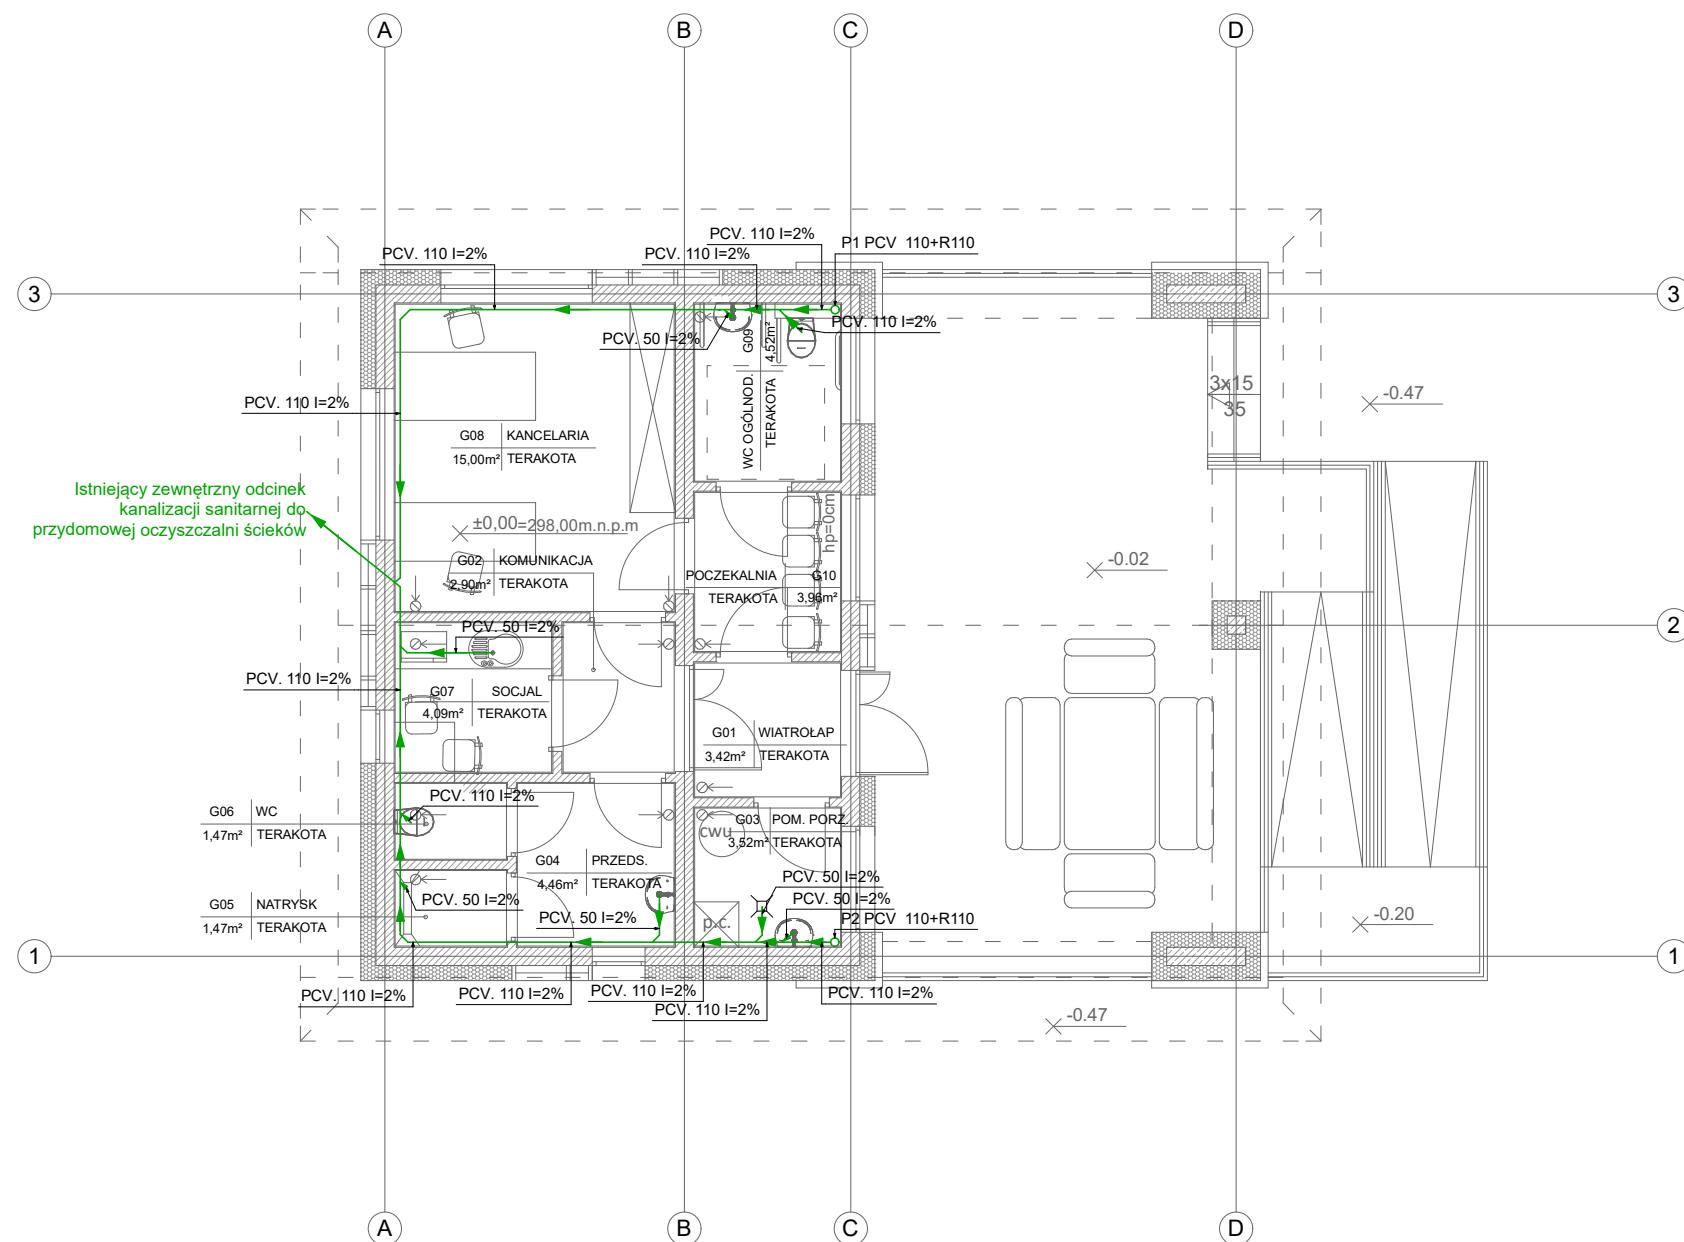 A
B
C
D
PCV. 110 I=2%
PCV. 110 I=2%
PCV. 110 I=2%
P1 PCV 110+R110
3
3
PCV. 50 I=2%
PCV. 110 I=2%
G09
4,52m²
WC OGÓLNOD.
TERAKOTA
3x15
35
-0.47
PCV. 110 I=2%
G08 KANCELARIA
15,00m² TERAKOTA
Istniejący zewnętrzny odcinek
kanalizacji sanitarnej do
przydomowej oczyszczalni ścieków
±0,00=298,00m.n.p.m
hp=0cm
G02 KOMUNIKACJA
2,90m² TERAKOTA
POCZEKALNIA G10
TERAKOTA 3,96m²
-0.02
PCV. 50 I=2%
2
PCV. 110 I=2%
G07 SOCJAL
4,09m² TERAKOTA
G01 WIATROŁAP
3,42m² TERAKOTA
PCV. 110 I=2%
G06 WC
1,47m² TERAKOTA
cwu
G03 POM. PORZ.
3,52m² TERAKOTA
G04 PRZEDS.
4,46m² TERAKOTA
PCV. 50 I=2%
PCV. 50 I=2%
PCV. 50 I=2%
PCV. 50 I=2%
G05 NATRYSK
1,47m² TERAKOTA
p.c.
P2 PCV 110+R110
-0.20
1
1
PCV. 110 I=2%
PCV. 110 I=2%
PCV. 110 I=2%
PCV. 110 I=2%
PCV. 110 I=2%
-0.47
A
B
C
D